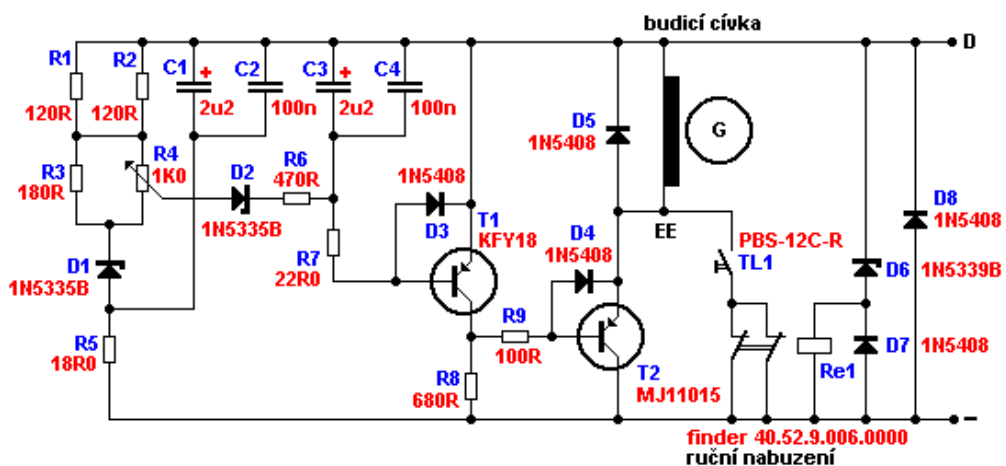 budicí cívka
D
R1
120R
R2
120R
C1
+
2u2
C2
100n
C3
+
2u2
C4
100n
D5
1N5408
G
R3
180R
R4
1K0
D2
1N5335B
R6
470R
1N5408
D3
T1
KFY18
D4
1N5408
EE
PBS-12C-R
TL1
D8
1N5408
D1
1N5335B
R7
22R0
D6
1N5339B
R5
18R0
R9
100R
R8
680R
T2
MJ11015
Re1
D7
1N5408
–
finder 40.52.9.006.0000
ruční nabuzení